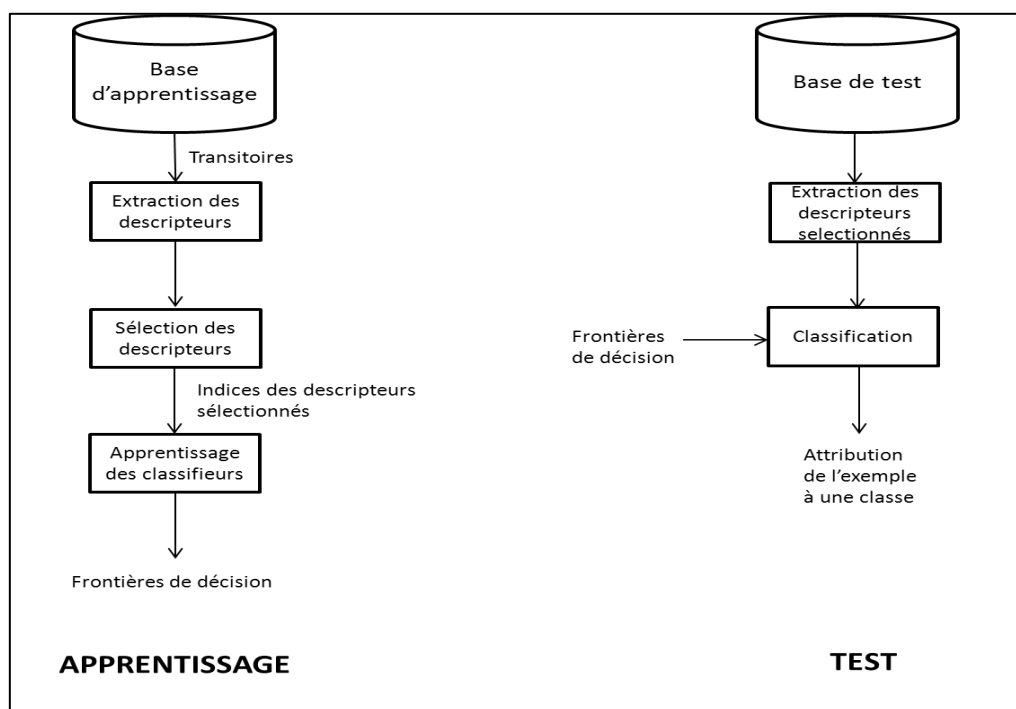 Base
d'apprentissage
Transitoires
Extraction des
descripteurs
Sélection des
descripteurs
Indices des descripteurs
sélectionnés
Apprentissage
des classifieurs
Frontières de décision
APPRENTISSAGE
Base de test
Extraction des
descripteurs
selectionnés
Frontières
de décision
Classification
Attribution
de l'exemple
à une classe
TEST